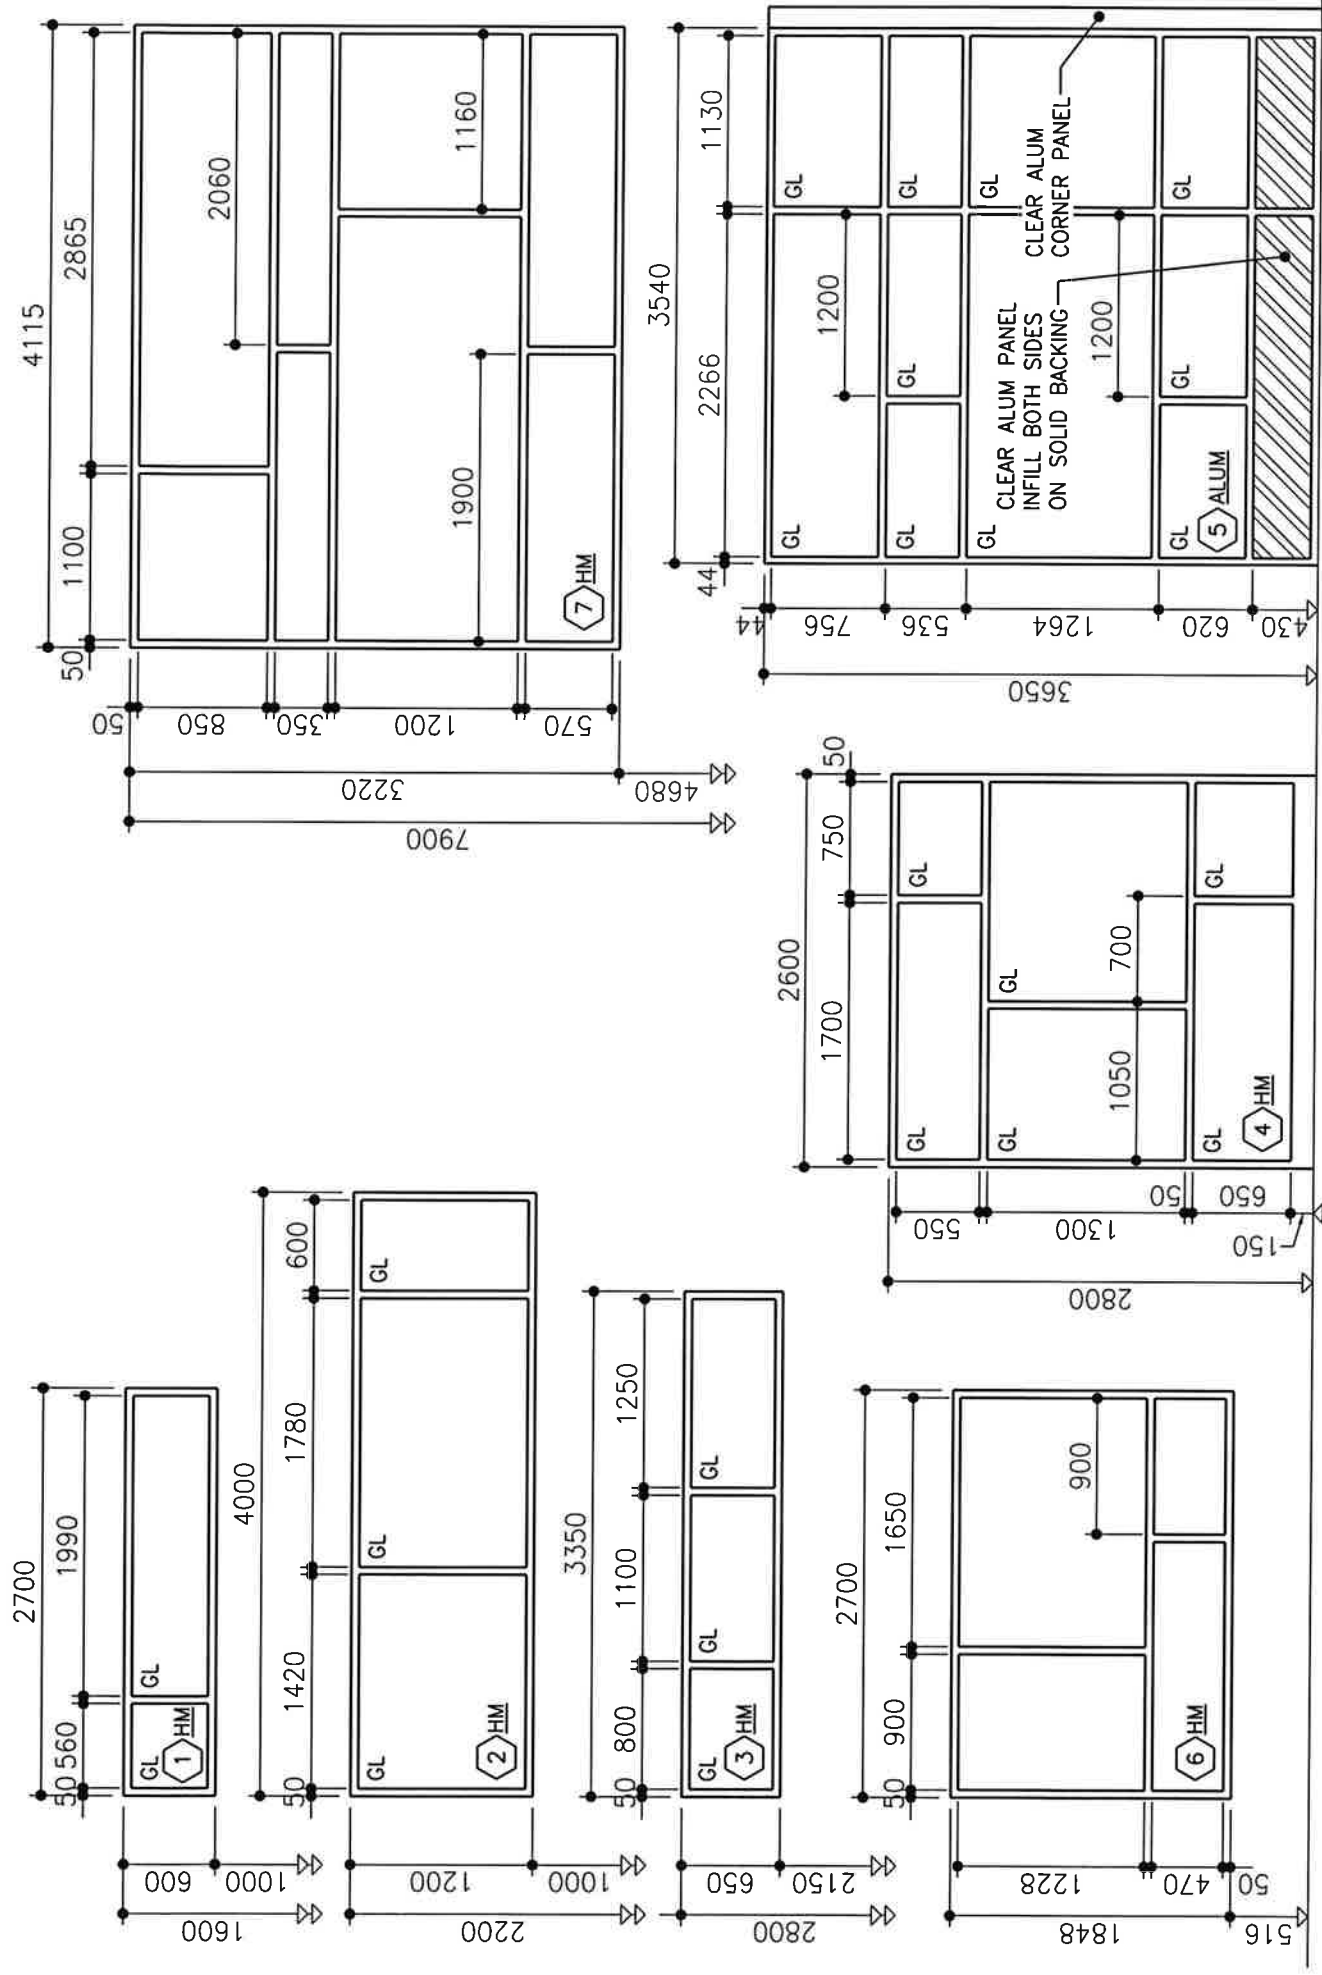 2700
50
560
1990
GL
GL
1
HM
600
1000
1600
4000
50
1420
1780
600
GL
GL
GL
2
HM
1200
1000
2200
3350
50
800
1100
1250
GL
GL
GL
3
HM
650
2150
2800
2700
50
900
1650
900
6
HM
1228
470
50
1848
516
2600
1700
750
50
GL
GL
GL
GL
1050
700
GL
GL
4
HM
550
1300
50
650
150
2800
4115
50
1100
2865
2060
1160
1900
7
HM
50
850
350
1200
570
3220
4680
7900
3540
44
2266
1130
GL
GL
1200
GL
GL
GL
GL
GL
CLEAR ALUM PANEL
INFILL BOTH SIDES
ON SOLID BACKING
CLEAR ALUM
CORNER PANEL
1200
GL
GL
GL
5
ALUM
44
756
536
1264
620
430
3650